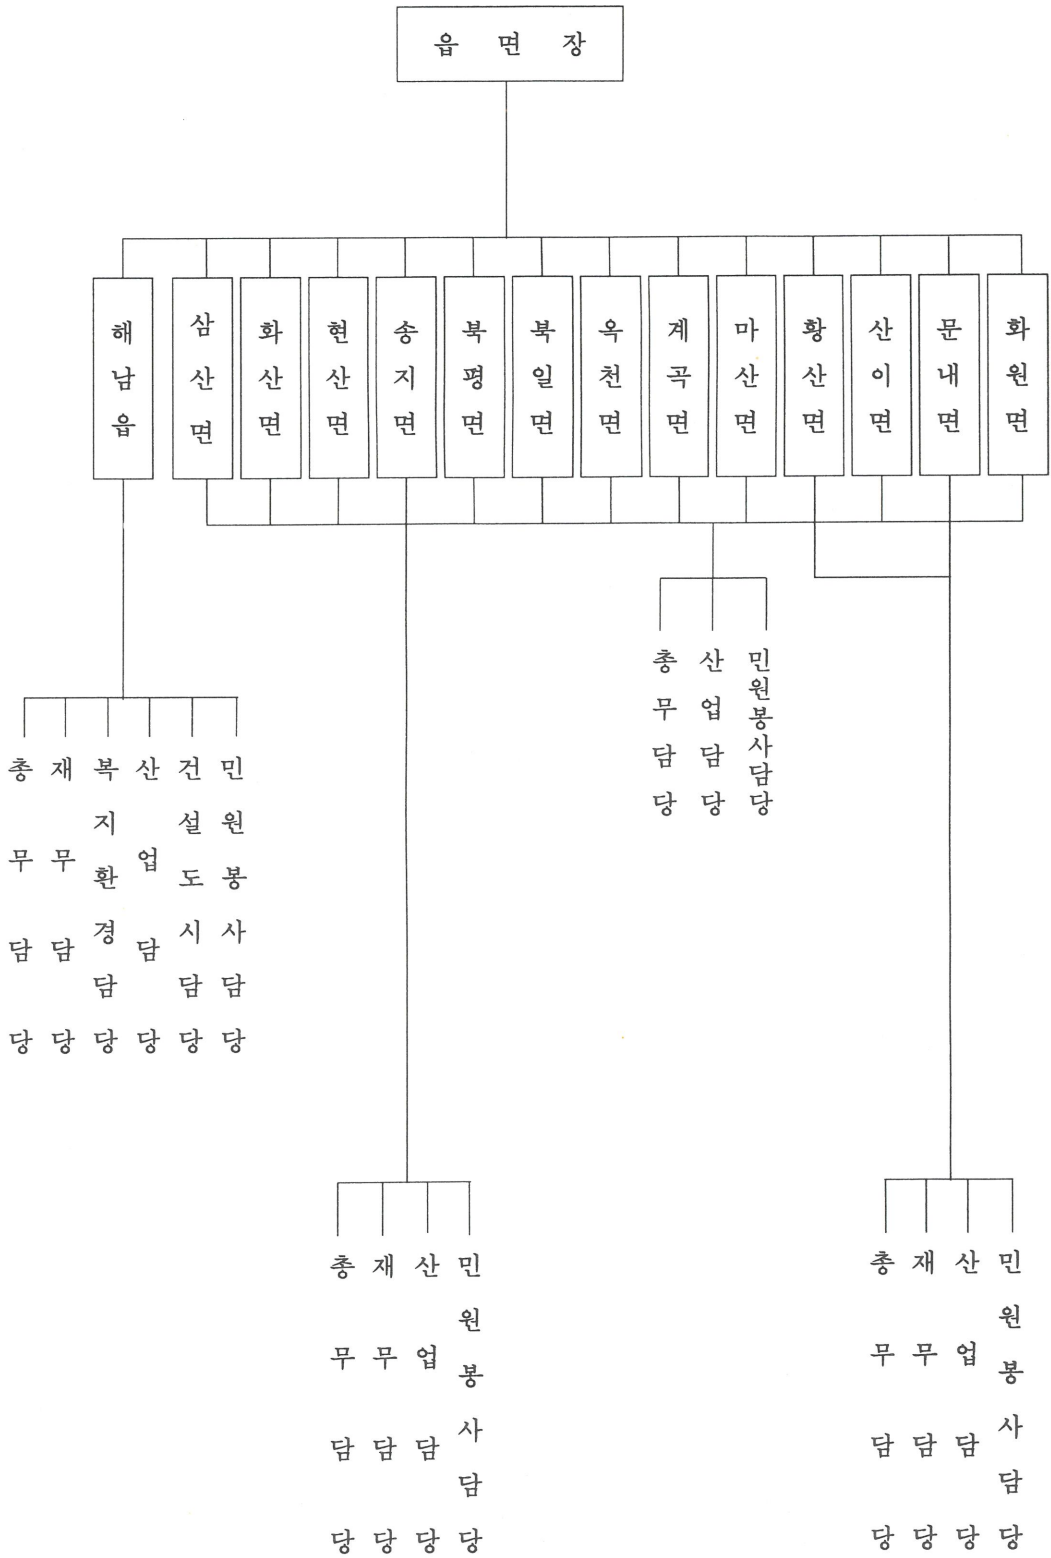 읍 면 장
해남읍
삼산면
화산면
현산면
송지면
북평면
북일면
옥천면
계곡면
마산면
황산면
산이면
문내면
화원면
총무담당
산업담당
민원봉사담당
총무담당
재무담당
복지환경담당
산업담당
건설도시담당
민원봉사담당
총무담당
재무담당
산업담당
민원봉사담당
총무담당
재무담당
산업담당
민원봉사담당